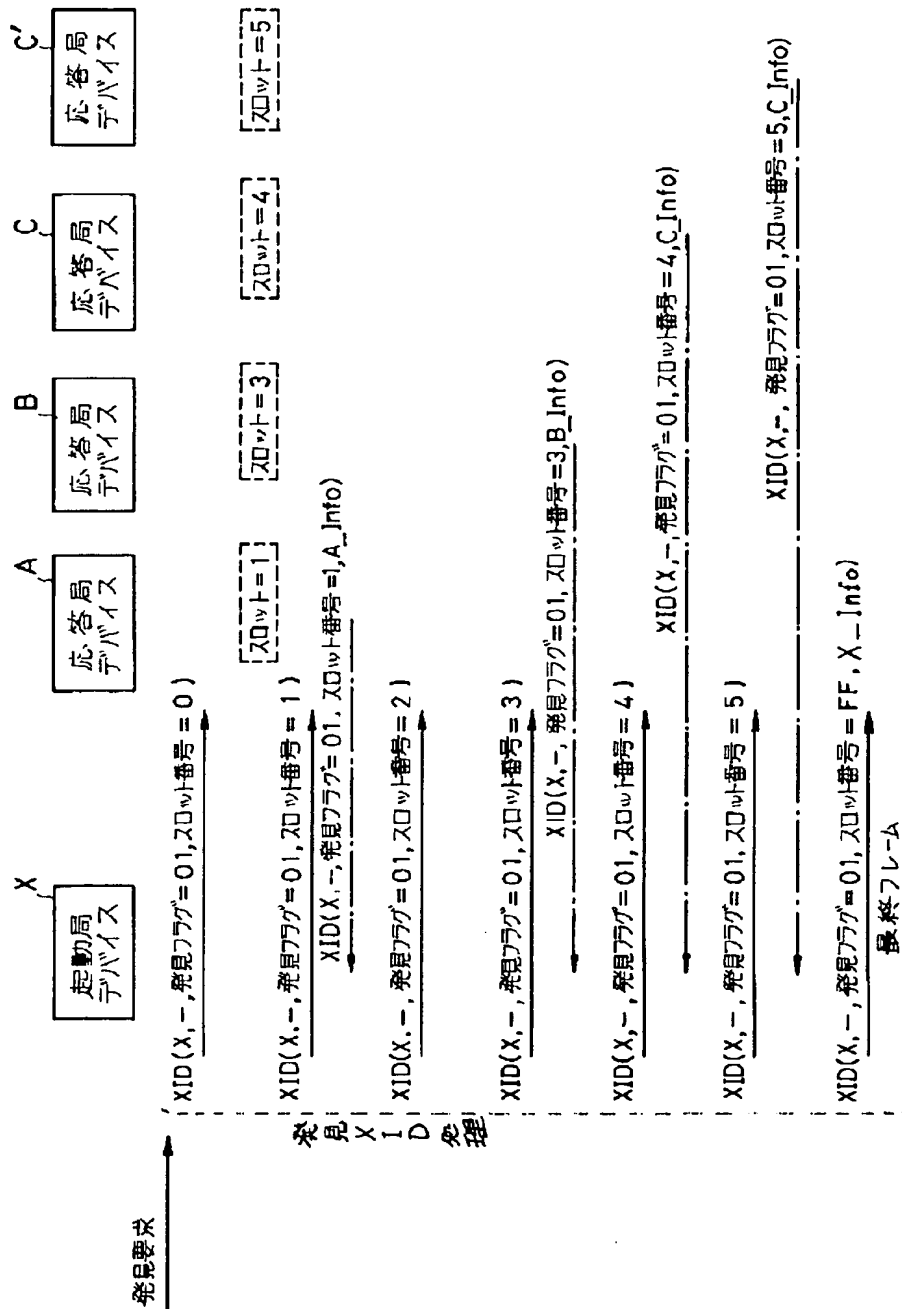 発見要求
発見XID処理
X
起動局
デバイス
A
応答局
デバイス
B
応答局
デバイス
C
応答局
デバイス
C'
応答局
デバイス
XID(X,-,発見フラグ=01,スロット番号=0)
スロット=1
スロット=3
スロット=4
スロット=5
XID(X,-,発見フラグ=01,スロット番号=1)
XID(X,-,発見フラグ=01,スロット番号=1,A_Info)
XID(X,-,発見フラグ=01,スロット番号=2)
XID(X,-,発見フラグ=01,スロット番号=3)
XID(X,-,発見フラグ=01,スロット番号=3,B_Info)
XID(X,-,発見フラグ=01,スロット番号=4)
XID(X,-,発見フラグ=01,スロット番号=4,C_Info)
XID(X,-,発見フラグ=01,スロット番号=5)
XID(X,-,発見フラグ=01,スロット番号=5,C_Info)
XID(X,-,発見フラグ=01,スロット番号=FF,X_Info)
最終フレーム